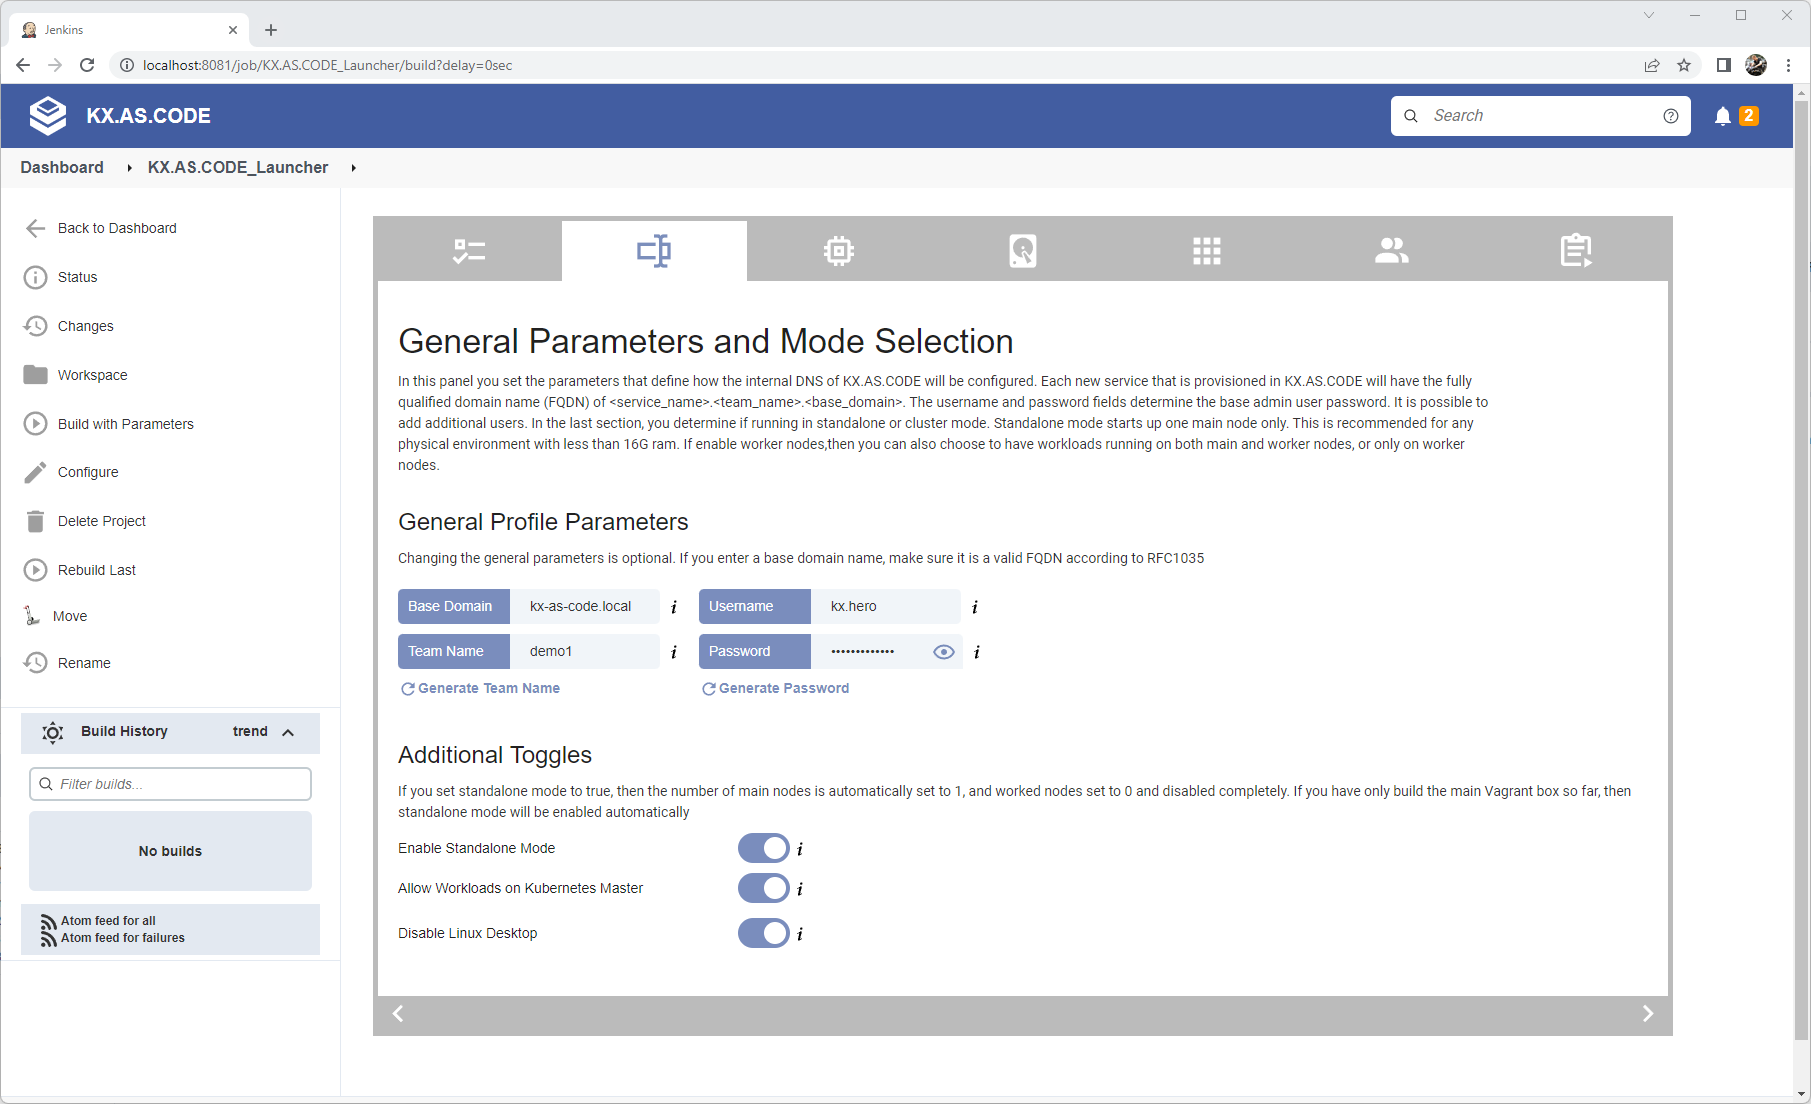 Jenkins
localhost:8081/job/KX.AS.CODE_Launcher/build?delay=0sec
KX.AS.CODE
Search
2
Dashboard
KX.AS.CODE_Launcher
Back to Dashboard
Status
Changes
Workspace
Build with Parameters
Configure
Delete Project
Rebuild Last
Move
Rename
Build History
trend
Filter builds...
No builds
Atom feed for all
Atom feed for failures
General Parameters and Mode Selection
In this panel you set the parameters that define how the internal DNS of KX.AS.CODE will be configured. Each new service that is provisioned in KX.AS.CODE will have the fully
qualified domain name (FQDN) of <service_name>.<team_name>.<base_domain>. The username and password fields determine the base admin user password. It is possible to
add additional users. In the last section, you determine if running in standalone or cluster mode. Standalone mode starts up one main node only. This is recommended for any
physical environment with less than 16G ram. If enable worker nodes,then you can also choose to have workloads running on both main and worker nodes, or only on worker
nodes.
General Profile Parameters
Changing the general parameters is optional. If you enter a base domain name, make sure it is a valid FQDN according to RFC1035
Base Domain kx-as-code.local i Username kx.hero i
Team Name demo1 i Password ••••••••••••• i
Generate Team Name Generate Password
Additional Toggles
If you set standalone mode to true, then the number of main nodes is automatically set to 1, and worked nodes set to 0 and disabled completely. If you have only build the main Vagrant box so far, then
standalone mode will be enabled automatically
Enable Standalone Mode i
Allow Workloads on Kubernetes Master i
Disable Linux Desktop i